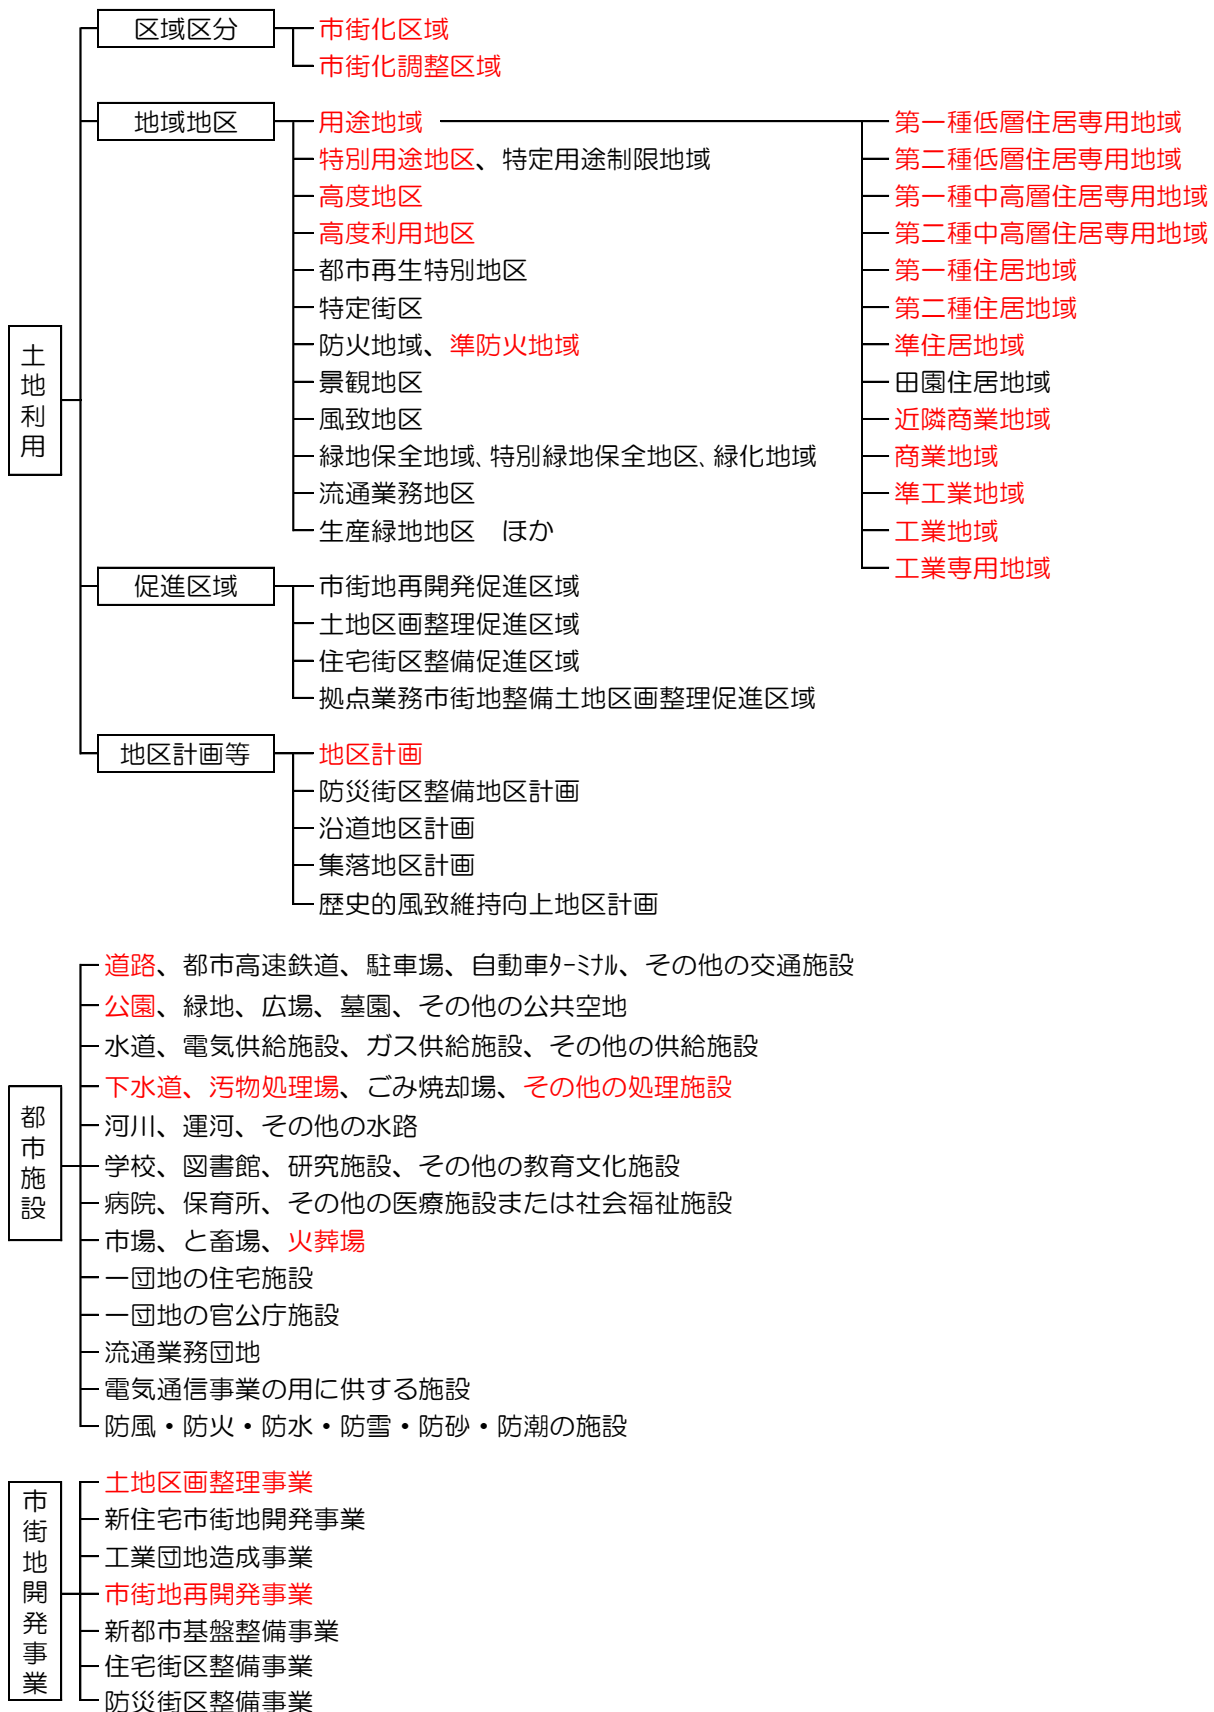 土地利用
区域区分
市街化区域
市街化調整区域
地域地区
用途地域
特別用途地区、特定用途制限地域
高度地区
高度利用地区
都市再生特別地区
特定街区
防火地域、準防火地域
景観地区
風致地区
緑地保全地域、特別緑地保全地区、緑化地域
流通業務地区
生産緑地地区　ほか
第一種低層住居専用地域
第二種低層住居専用地域
第一種中高層住居専用地域
第二種中高層住居専用地域
第一種住居地域
第二種住居地域
準住居地域
田園住居地域
近隣商業地域
商業地域
準工業地域
工業地域
工業専用地域
促進区域
市街地再開発促進区域
土地区画整理促進区域
住宅街区整備促進区域
拠点業務市街地整備土地区画整理促進区域
地区計画等
地区計画
防災街区整備地区計画
沿道地区計画
集落地区計画
歴史的風致維持向上地区計画
都市施設
道路、都市高速鉄道、駐車場、自動車ﾀｰﾐﾅﾙ、その他の交通施設
公園、緑地、広場、墓園、その他の公共空地
水道、電気供給施設、ガス供給施設、その他の供給施設
下水道、汚物処理場、ごみ焼却場、その他の処理施設
河川、運河、その他の水路
学校、図書館、研究施設、その他の教育文化施設
病院、保育所、その他の医療施設または社会福祉施設
市場、と畜場、火葬場
一団地の住宅施設
一団地の官公庁施設
流通業務団地
電気通信事業の用に供する施設
防風・防火・防水・防雪・防砂・防潮の施設
市街地開発事業
土地区画整理事業
新住宅市街地開発事業
工業団地造成事業
市街地再開発事業
新都市基盤整備事業
住宅街区整備事業
防災街区整備事業